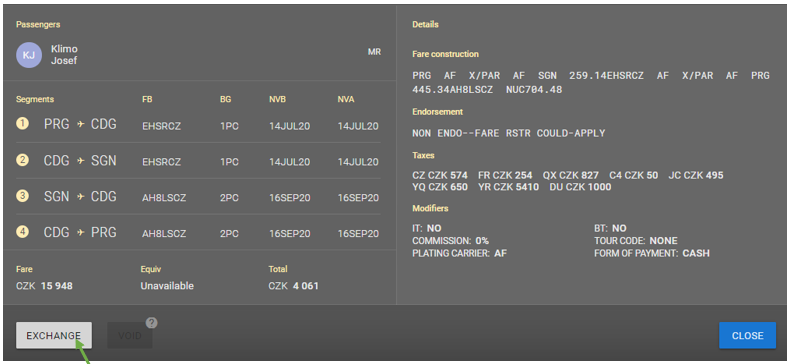 Passengers
KJ
Klimo
Josef
MR
Segments FB BG NVB NVA
1 PRG CDG EHSRCZ 1PC 14JUL20 14JUL20
2 CDG SGN EHSRCZ 1PC 14JUL20 14JUL20
3 SGN CDG AH8LSCZ 2PC 16SEP20 16SEP20
4 CDG PRG AH8LSCZ 2PC 16SEP20 16SEP20
Fare Equiv Total
CZK 15 948 Unavailable CZK 4 061
Details
Fare construction
PRG AF X/PAR AF SGN 259.14EHSRCZ AF X/PAR AF PRG
445.34AH8LSCZ NUC704.48
Endorsement
NON ENDO--FARE RSTR COULD-APPLY
Taxes
CZ CZK 574 FR CZK 254 QX CZK 827 C4 CZK 50 JC CZK 495
YQ CZK 650 YR CZK 5410 DU CZK 1000
Modifiers
IT: NO BT: NO
COMMISSION: 0% TOUR CODE: NONE
PLATING CARRIER: AF FORM OF PAYMENT: CASH
EXCHANGE VOID ? CLOSE